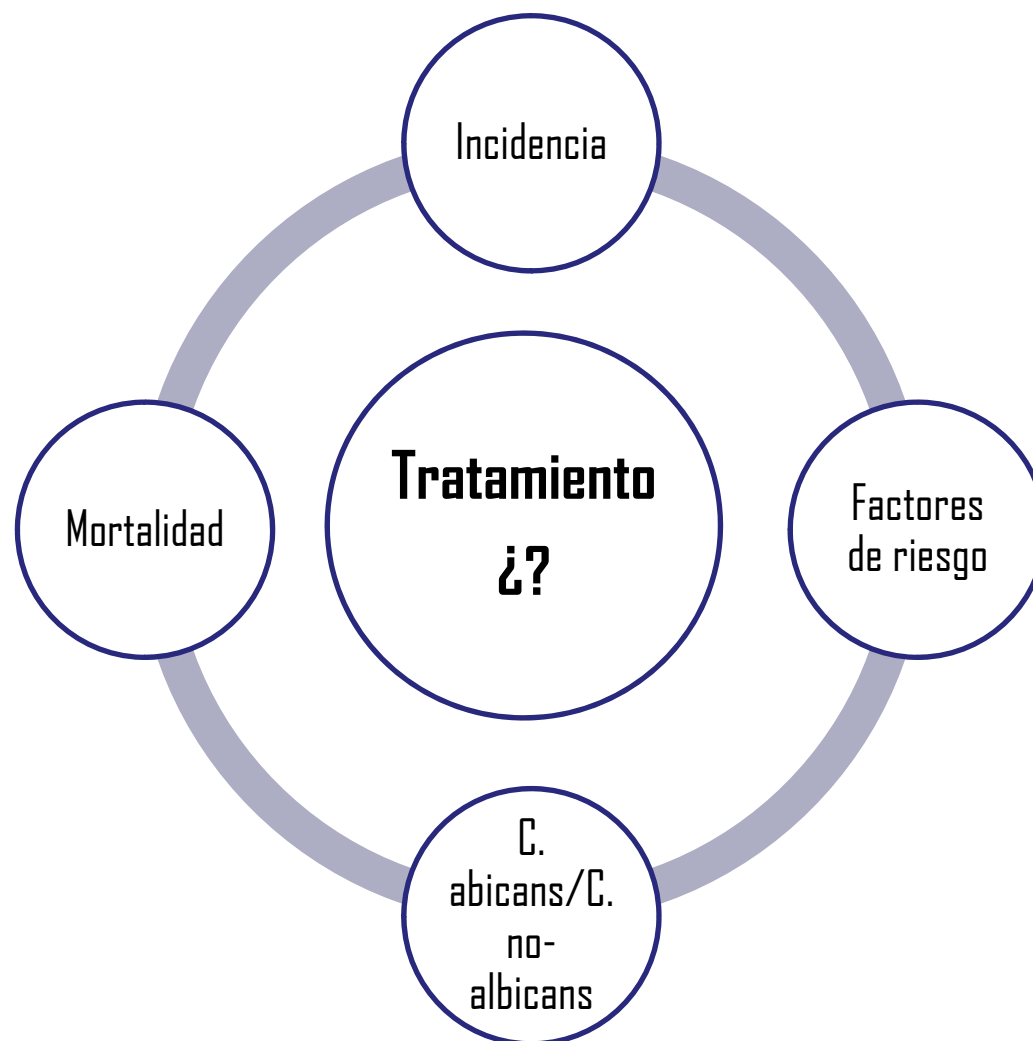 Incidencia
Tratamiento
¿?
Mortalidad
Factores
de riesgo
C.
abicans/C.
no-
albicans